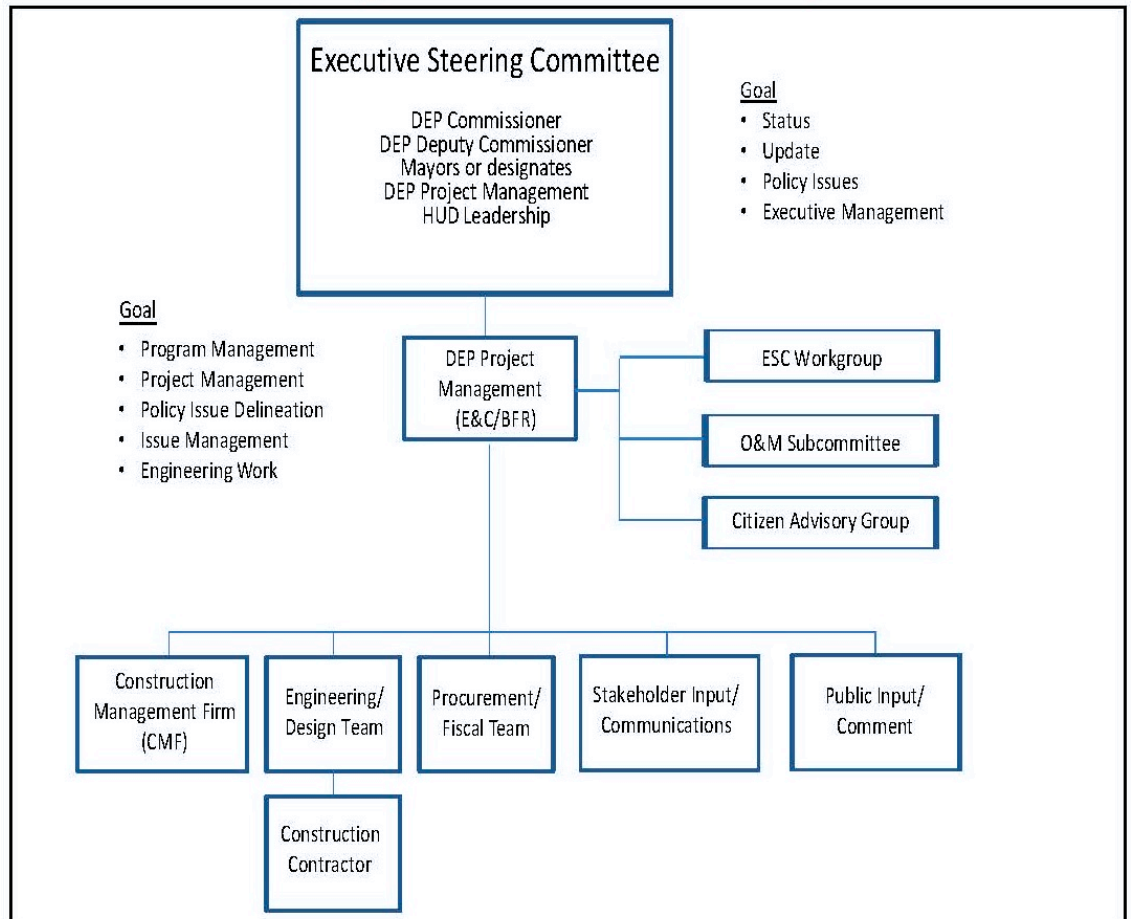 Executive Steering Committee
DEP Commissioner
DEP Deputy Commissioner
Mayors or designates
DEP Project Management
HUD Leadership
Goal
• Status
• Update
• Policy Issues
• Executive Management
Goal
• Program Management
• Project Management
• Policy Issue Delineation
• Issue Management
• Engineering Work
DEP Project
Management
(E&C/BFR)
ESC Workgroup
O&M Subcommittee
Citizen Advisory Group
Construction
Management Firm
(CMF)
Engineering/
Design Team
Procurement/
Fiscal Team
Stakeholder Input/
Communications
Public Input/
Comment
Construction
Contractor